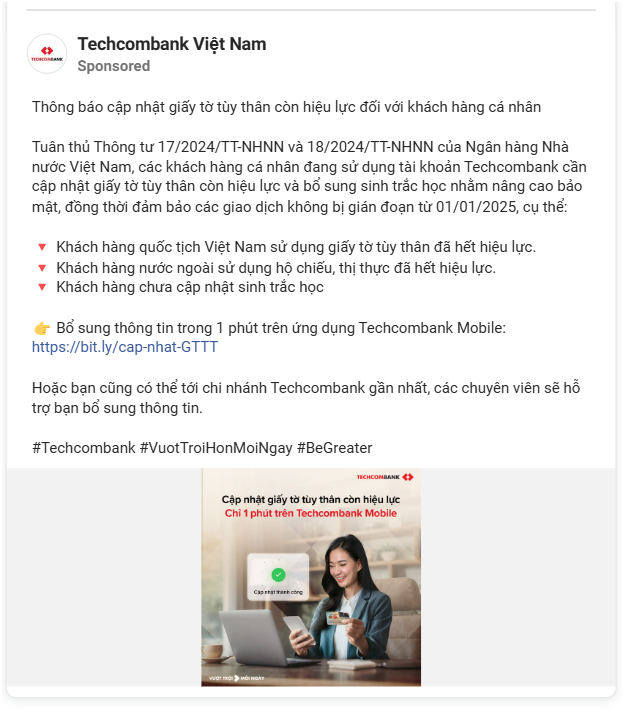 TECHCOMBANK
Techcombank Việt Nam
Sponsored
Thông báo cập nhật giấy tờ tùy thân còn hiệu lực đối với khách hàng cá nhân
Tuân thủ Thông tư 17/2024/TT-NHNN và 18/2024/TT-NHNN của Ngân hàng Nhà
nước Việt Nam, các khách hàng cá nhân đang sử dụng tài khoản Techcombank cần
cập nhật giấy tờ tùy thân còn hiệu lực và bổ sung sinh trắc học nhằm nâng cao bảo
mật, đồng thời đảm bảo các giao dịch không bị gián đoạn từ 01/01/2025, cụ thể:
🔻 Khách hàng quốc tịch Việt Nam sử dụng giấy tờ tùy thân đã hết hiệu lực.
🔻 Khách hàng nước ngoài sử dụng hộ chiếu, thị thực đã hết hiệu lực.
🔻 Khách hàng chưa cập nhật sinh trắc học
👉 Bổ sung thông tin trong 1 phút trên ứng dụng Techcombank Mobile:
https://bit.ly/cap-nhat-GTTT
Hoặc bạn cũng có thể tới chi nhánh Techcombank gần nhất, các chuyên viên sẽ hỗ
trợ bạn bổ sung thông tin.
#Techcombank #VuotTroiHonMoiNgay #BeGreater
TECHCOMBANK
Cập nhật giấy tờ tùy thân còn hiệu lực
Chỉ 1 phút trên Techcombank Mobile
Cập nhật thành công
VƯỢT TRỘI MỖI NGÀY